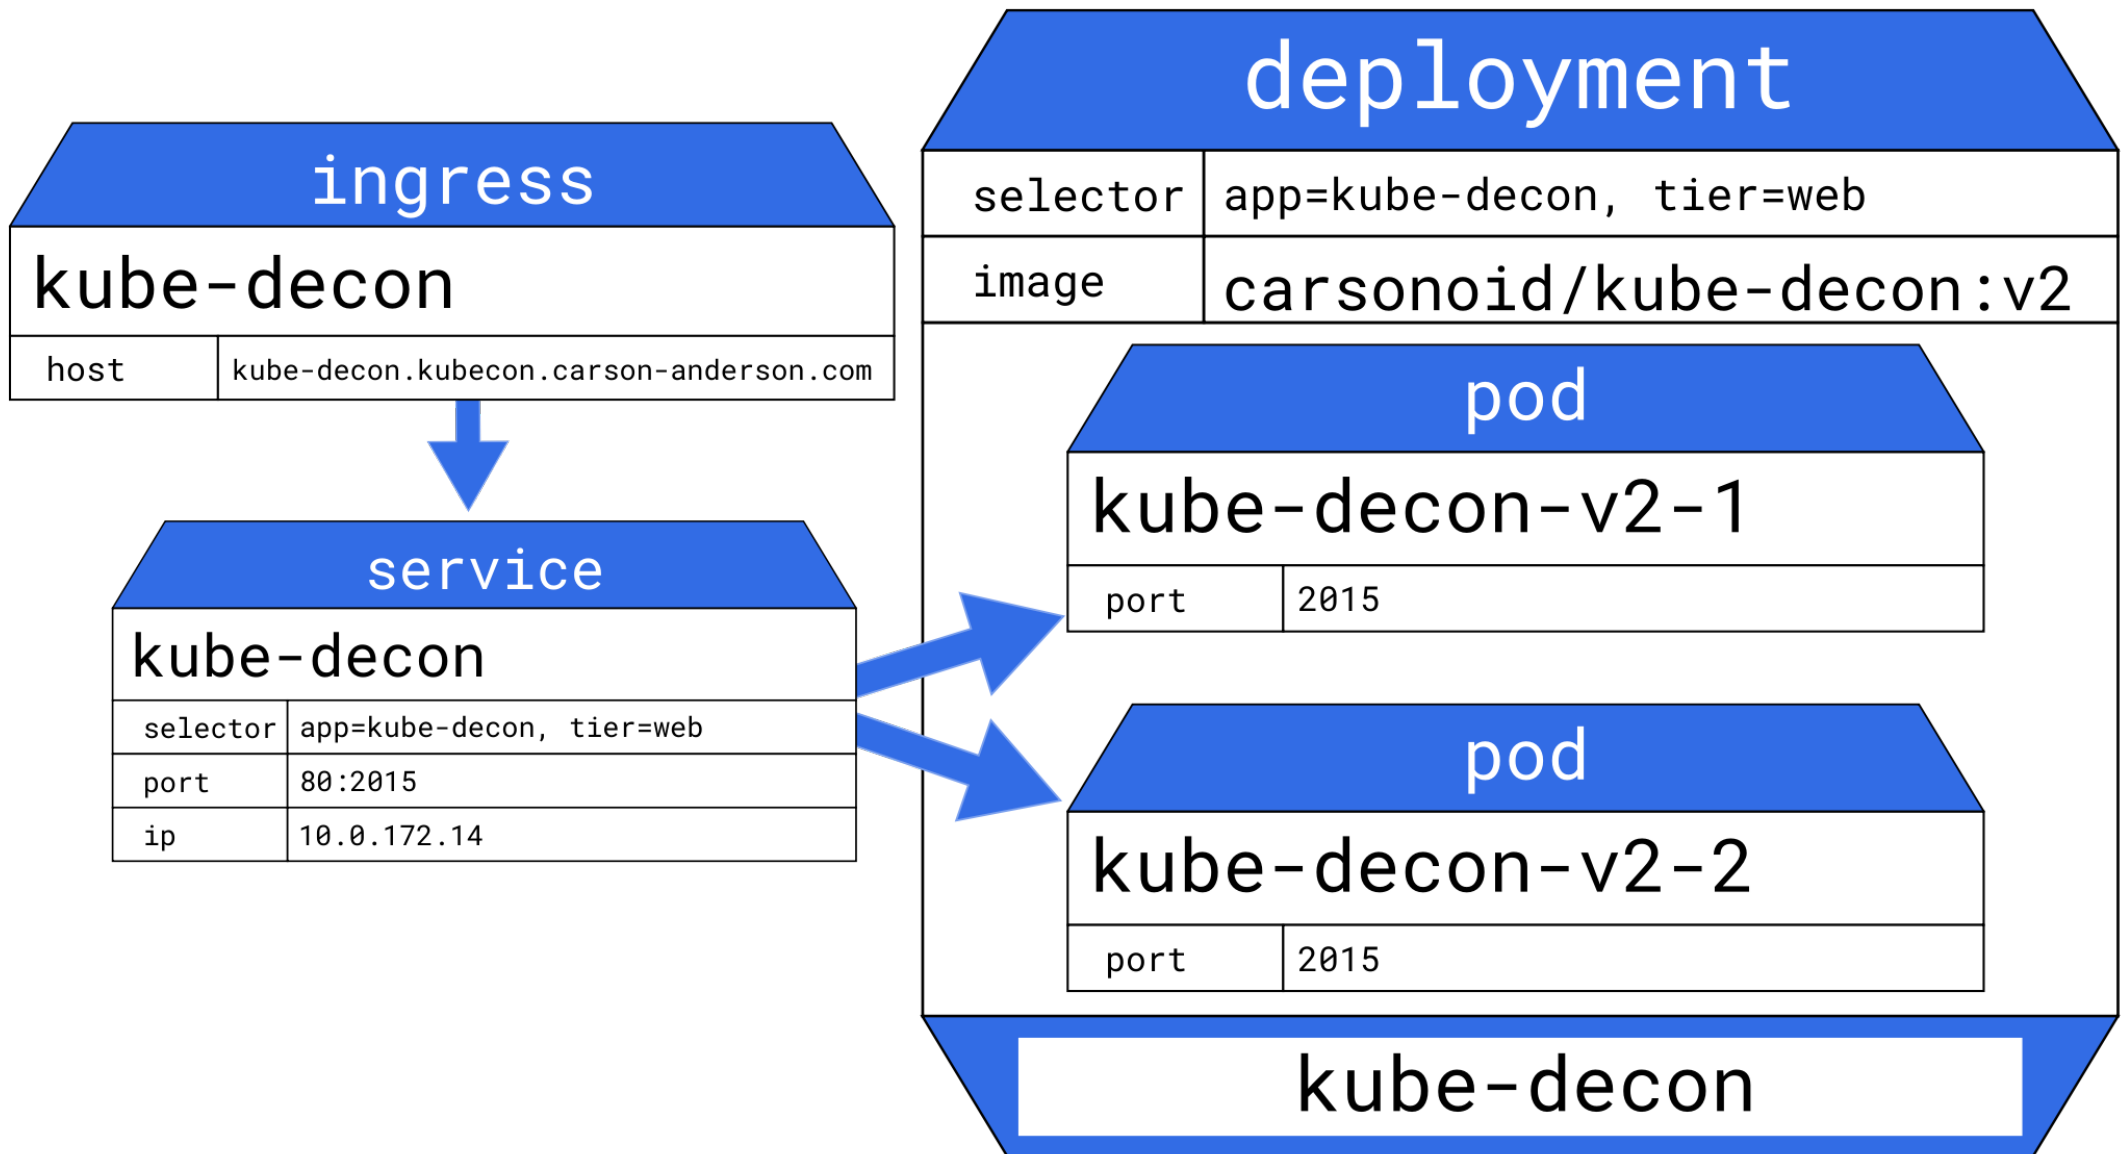 ingress
kube-decon
host kube-decon.kubecon.carson-anderson.com
service
kube-decon
selector app=kube-decon, tier=web
port 80:2015
ip 10.0.172.14
deployment
selector app=kube-decon, tier=web
image carsonoid/kube-decon:v2
pod
kube-decon-v2-1
port 2015
pod
kube-decon-v2-2
port 2015
kube-decon